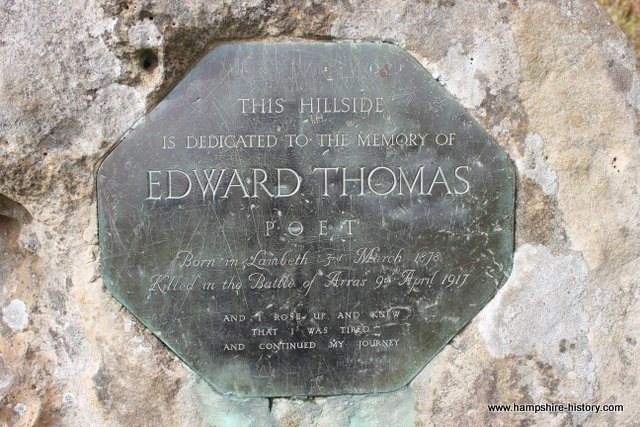 THIS HILLSIDE
IS DEDICATED TO THE MEMORY OF
EDWARD THOMAS
POET
Born in Lambeth 3rd March 1878
Killed in the Battle of Arras 9th April 1917
AND I ROSE UP AND KNEW
THAT I WAS TIRED
AND CONTINUED MY JOURNEY
www.hampshire-history.com